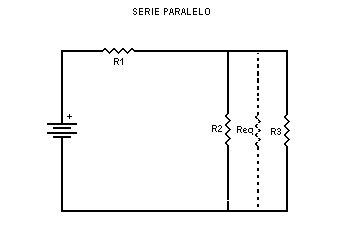 SERIE PARALELO
R1
+
R2
Req
R3